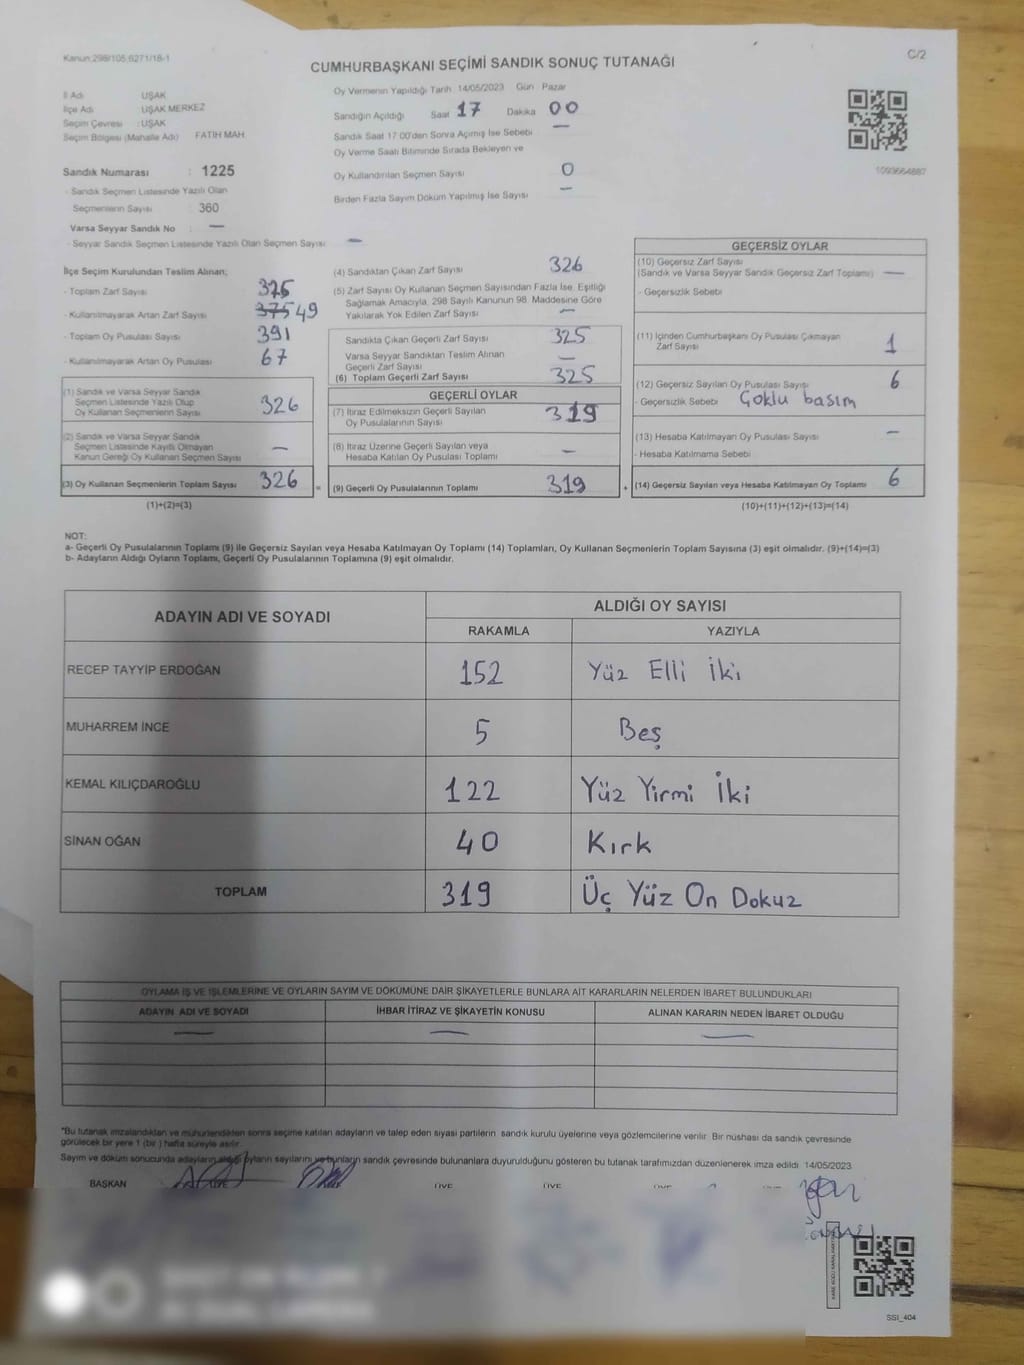 Kanun:298/105,6271/18-1
C/2
CUMHURBAŞKANI SEÇİMİ SANDIK SONUÇ TUTANAĞI
İl Adı UŞAK
İlçe Adı : UŞAK MERKEZ
Seçim Çevresi : UŞAK
Seçim Bölgesi (Mahalle Adı) FATİH MAH.
Sandık Numarası : 1225
- Sandık Seçmen Listesinde Yazılı Olan
Seçmenlerin Sayısı : 360
Varsa Seyyar Sandık No : —
- Seyyar Sandık Seçmen Listesinde Yazılı Olan Seçmen Sayısı : —
Oy Vermenin Yapıldığı Tarih 14/05/2023 Gün Pazar
Sandığın Açıldığı Saat 17 Dakika 00
Sandık Saat 17:00'den Sonra Açılmış İse Sebebi —
Oy Verme Saati Bitiminde Sırada Bekleyen ve
Oy Kullandırılan Seçmen Sayısı 0
Birden Fazla Sayım Döküm Yapılmış İse Sayısı —
1093664887
İlçe Seçim Kurulundan Teslim Alınan;
- Toplam Zarf Sayısı 375
- Kullanılmayarak Artan Zarf Sayısı 375 49
- Toplam Oy Pusulası Sayısı 391
- Kullanılmayarak Artan Oy Pusulası 67
(1) Sandık ve Varsa Seyyar Sandık
Seçmen Listesinde Yazılı Olup
Oy Kullanan Seçmenlerin Sayısı 326
(2) Sandık ve Varsa Seyyar Sandık
Seçmen Listesinde Kayıtlı Olmayan
Kanun Gereği Oy Kullanan Seçmen Sayısı —
(3) Oy Kullanan Seçmenlerin Toplam Sayısı 326 =
(1)+(2)=(3)
(4) Sandıktan Çıkan Zarf Sayısı 326
(5) Zarf Sayısı Oy Kullanan Seçmen Sayısından Fazla İse, Eşitliği
Sağlamak Amacıyla, 298 Sayılı Kanunun 98. Maddesine Göre
Yakılarak Yok Edilen Zarf Sayısı —
Sandıkta Çıkan Geçerli Zarf Sayısı 325
Varsa Seyyar Sandıktan Teslim Alınan
Geçerli Zarf Sayısı —
(6) Toplam Geçerli Zarf Sayısı 325
GEÇERLİ OYLAR
(7) İtiraz Edilmeksizin Geçerli Sayılan
Oy Pusulasının Sayısı 319
(8) İtiraz Üzerine Geçerli Sayılan veya
Hesaba Katılan Oy Pusulası Toplamı —
(9) Geçerli Oy Pusulalarının Toplamı 319 +
GEÇERSİZ OYLAR
(10) Geçersiz Zarf Sayısı
(Sandık ve Varsa Seyyar Sandık Geçersiz Zarf Toplamı) —
- Geçersizlik Sebebi
(11) İçinden Cumhurbaşkanı Oy Pusulası Çıkmayan
Zarf Sayısı 1
(12) Geçersiz Sayılan Oy Pusulası Sayısı 6
- Geçersizlik Sebebi Çoklu basım
(13) Hesaba Katılmayan Oy Pusulası Sayısı —
- Hesaba Katılmama Sebebi
(14) Geçersiz Sayılan veya Hesaba Katılmayan Oy Toplamı 6
(10)+(11)+(12)+(13)=(14)
NOT:
a- Geçerli Oy Pusulalarının Toplamı (9) ile Geçersiz Sayılan veya Hesaba Katılmayan Oy Toplamı (14) Toplamları, Oy Kullanan Seçmenlerin Toplam Sayısına (3) eşit olmalıdır. (9)+(14)=(3)
b- Adayların Aldığı Oyların Toplamı, Geçerli Oy Pusulalarının Toplamına (9) eşit olmalıdır.
ADAYIN ADI VE SOYADI ALDIĞI OY SAYISI
RAKAMLA YAZIYLA
RECEP TAYYİP ERDOĞAN 152 Yüz Elli İki
MUHARREM İNCE 5 Beş
KEMAL KILIÇDAROĞLU 122 Yüz Yirmi İki
SİNAN OĞAN 40 Kırk
TOPLAM 319 Üç Yüz On Dokuz
OYLAMA İŞ VE İŞLEMLERİNE VE OYLARIN SAYIM VE DÖKÜMÜNE DAİR ŞİKAYETLERLE BUNLARA AİT KARARLARIN NELERDEN İBARET BULUNDUKLARI
ADAYIN ADI VE SOYADI İHBAR İTİRAZ VE ŞİKAYETİN KONUSU ALINAN KARARIN NEDEN İBARET OLDUĞU
— — —
*Bu tutanak imzalandıktan ve mühürlendikten sonra seçime katılan adayların ve talep eden siyasi partilerin sandık kurulu üyelerine veya gözlemcilerine verilir. Bir nüshası da sandık çevresinde
görülecek bir yere 1 (bir) hafta süreyle asılır.
Sayım ve döküm sonucunda adayların aldığı oyların sayılarını ve bunların sandık çevresinde bulunanlara duyurulduğunu gösteren bu tutanak tarafımızdan düzenlenerek imza edildi. 14/05/2023
BAŞKAN ÜYE ÜYE ÜYE
SSİ_404